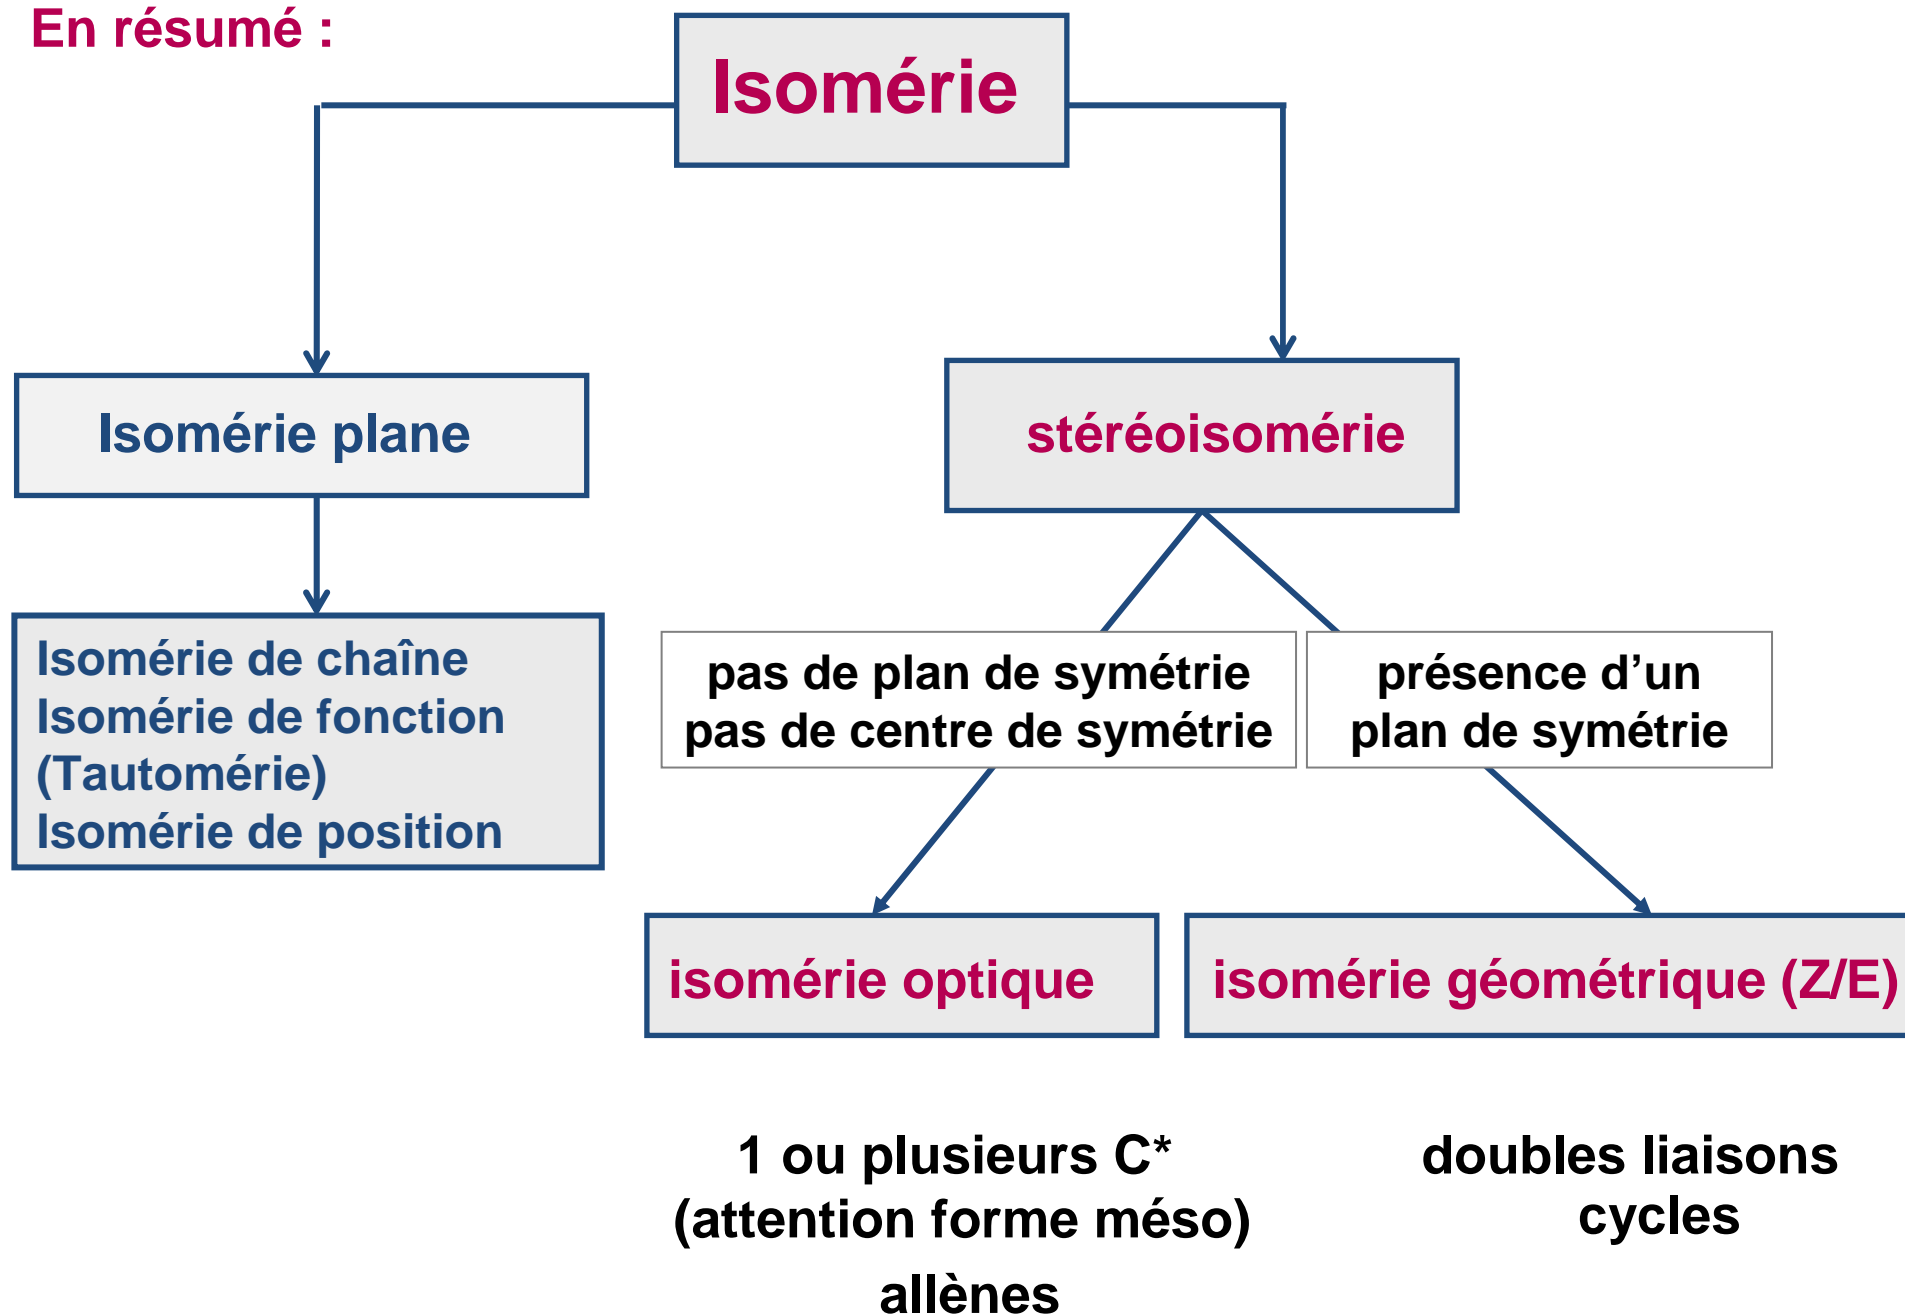 En résumé :
Isomérie
Isomérie plane
stéréoisomérie
Isomérie de chaîne
Isomérie de fonction
(Tautomérie)
Isomérie de position
pas de plan de symétrie
pas de centre de symétrie
présence d’un
plan de symétrie
isomérie optique
isomérie géométrique (Z/E)
1 ou plusieurs C*
(attention forme méso)
allènes
doubles liaisons
cycles